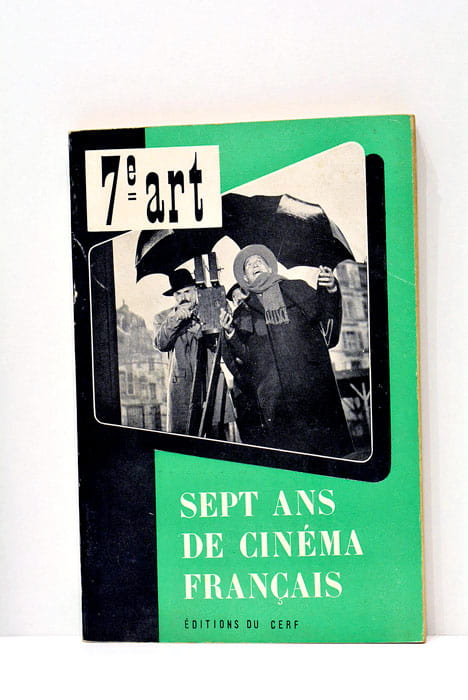 7e art
SEPT ANS
DE CINÉMA
FRANÇAIS
ÉDITIONS DU CERF